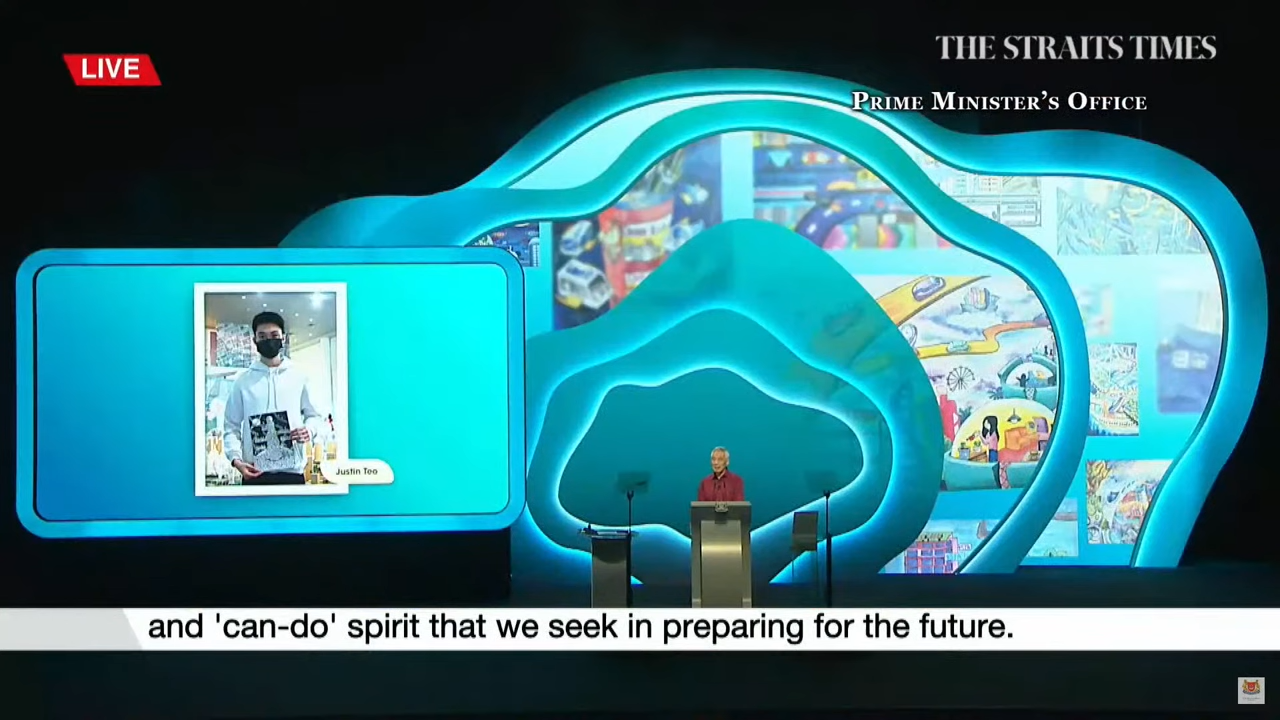 LIVE
THE STRAITS TIMES
PRIME MINISTER'S OFFICE
Justin Teo
and 'can-do' spirit that we seek in preparing for the future.